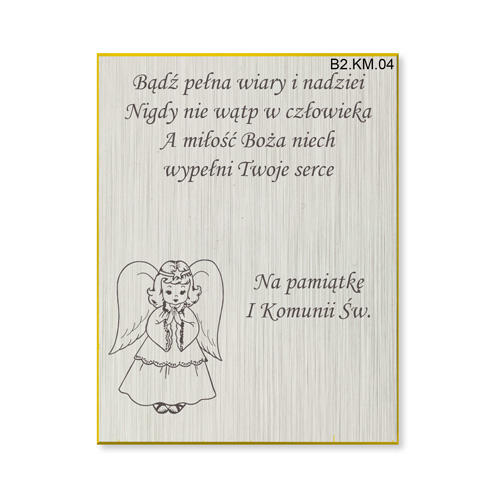 B2.KM.04
Bądź pełna wiary i nadziei
Nigdy nie wątp w człowieka
A miłość Boża niech
wypełni Twoje serce
Na pamiątkę
I Komunii Św.